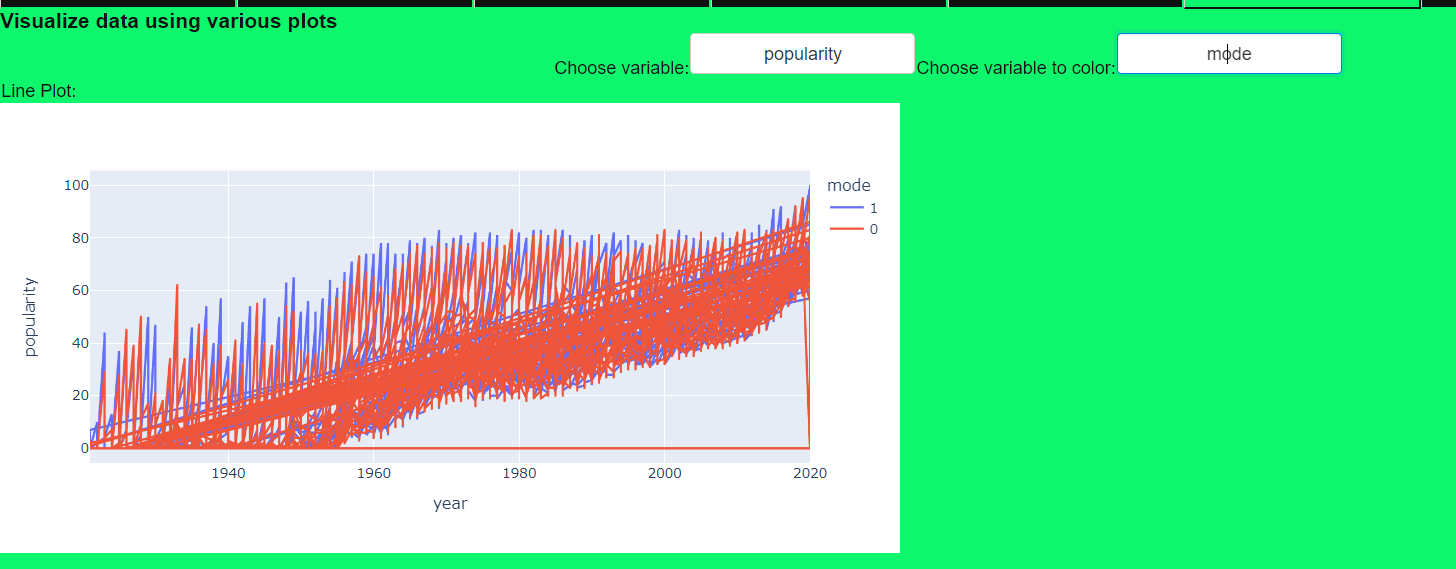 Visualize data using various plots
Choose variable: popularity Choose variable to color: mode
Line Plot:
mode
1
0
popularity
100
80
60
40
20
0
1940 1960 1980 2000 2020
year